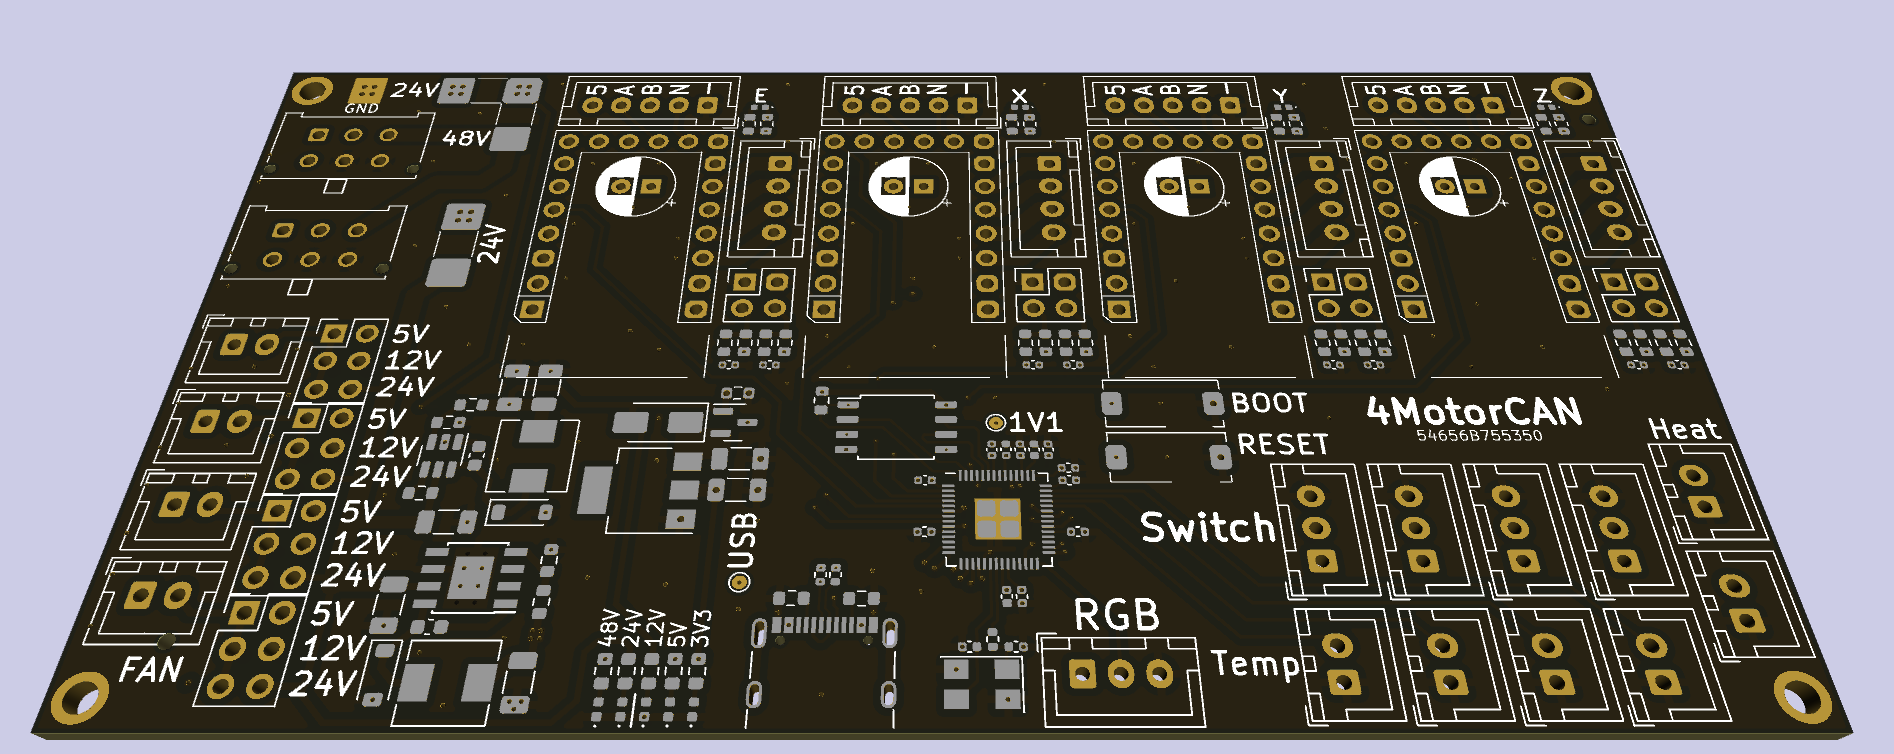 24V
GND
48V
24V
5 A B N -
E
5 A B N -
X
5 A B N -
Y
5 A B N -
Z
5V
12V
24V
5V
12V
24V
5V
12V
24V
5V
12V
24V
FAN
48V
24V
12V
5V
3V3
USB
1V1
BOOT
RESET
4MotorCAN
54656B755350
Heat
Switch
RGB
Temp
+
+
+
+